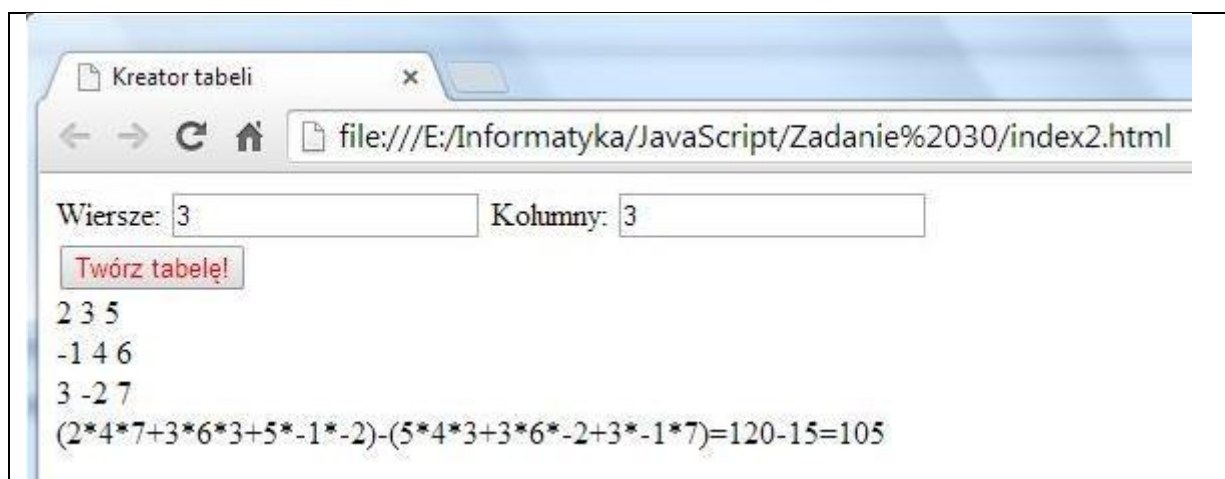 Kreator tabeli
file:///E:/Informatyka/JavaScript/Zadanie%2030/index2.html
Wiersze: 3 Kolumny: 3
Twórz tabelę!
2 3 5
-1 4 6
3 -2 7
(2*4*7+3*6*3+5*-1*-2)-(5*4*3+3*6*-2+3*-1*7)=120-15=105